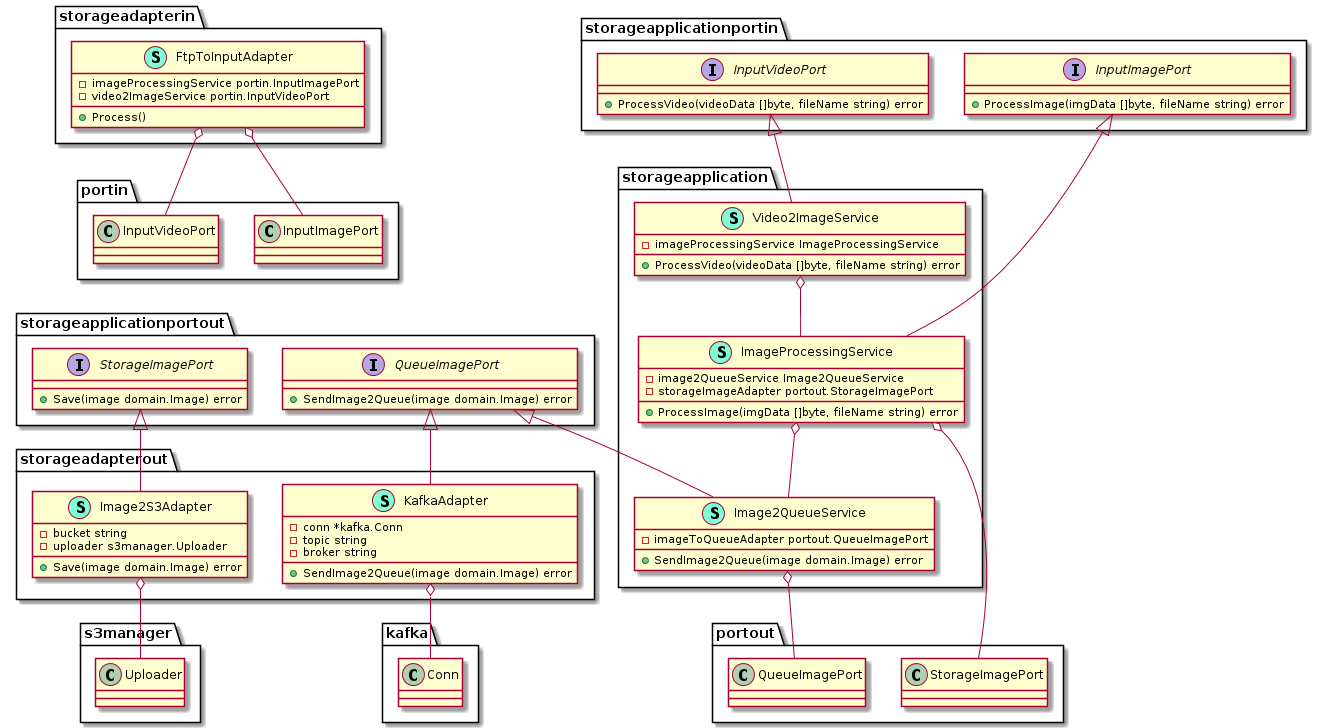 storageadapterin
S FtpToInputAdapter
imageProcessingService portin.InputImagePort
video2ImageService portin.InputVideoPort
Process()
storageapplicationportin
I InputVideoPort
ProcessVideo(videoData []byte, fileName string) error
I InputImagePort
ProcessImage(imgData []byte, fileName string) error
portin
C InputVideoPort
C InputImagePort
storageapplication
S Video2ImageService
imageProcessingService ImageProcessingService
ProcessVideo(videoData []byte, fileName string) error
S ImageProcessingService
image2QueueService Image2QueueService
storageImageAdapter portout.StorageImagePort
ProcessImage(imgData []byte, fileName string) error
S Image2QueueService
imageToQueueAdapter portout.QueueImagePort
SendImage2Queue(image domain.Image) error
storageapplicationportout
I StorageImagePort
Save(image domain.Image) error
I QueueImagePort
SendImage2Queue(image domain.Image) error
storageadapterout
S Image2S3Adapter
bucket string
uploader s3manager.Uploader
Save(image domain.Image) error
S KafkaAdapter
conn *kafka.Conn
topic string
broker string
SendImage2Queue(image domain.Image) error
s3manager
C Uploader
kafka
C Conn
portout
C QueueImagePort
C StorageImagePort